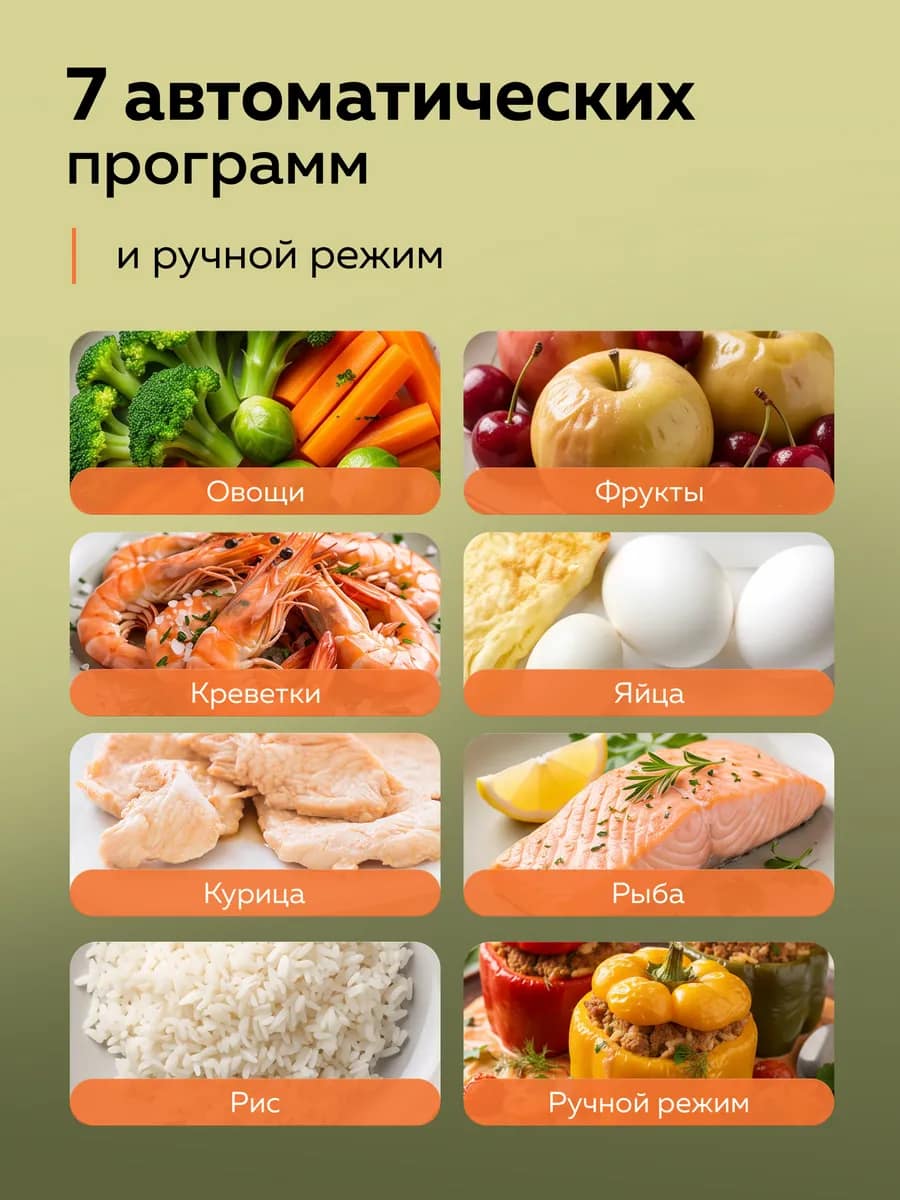 7 автоматических
программ
и ручной режим
Овощи
Фрукты
Креветки
Яйца
Курица
Рыба
Рис
Ручной режим